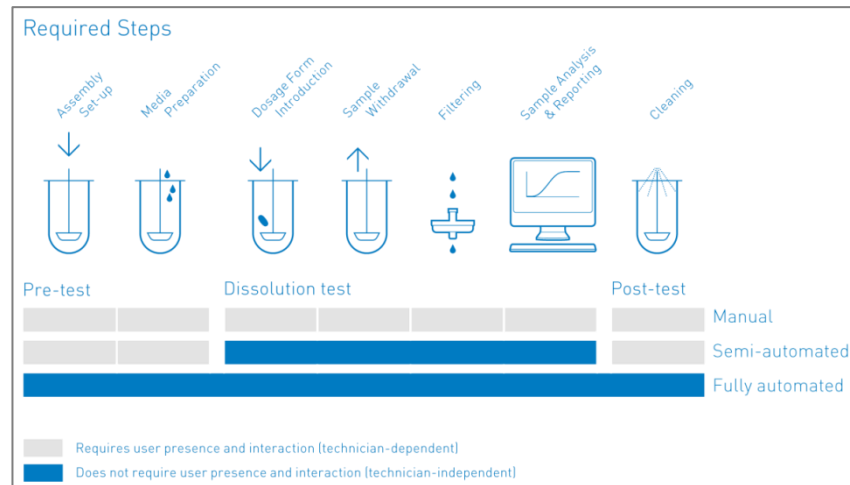 Required Steps
Assembly
Set-up
Media
Preparation
Dosage Form
Introduction
Sample
Withdrawal
Filtering
Sample Analysis
& Reporting
Cleaning
Pre-test
Dissolution test
Post-test
Manual
Semi-automated
Fully automated
Requires user presence and interaction (technician-dependent)
Does not require user presence and interaction (technician-independent)